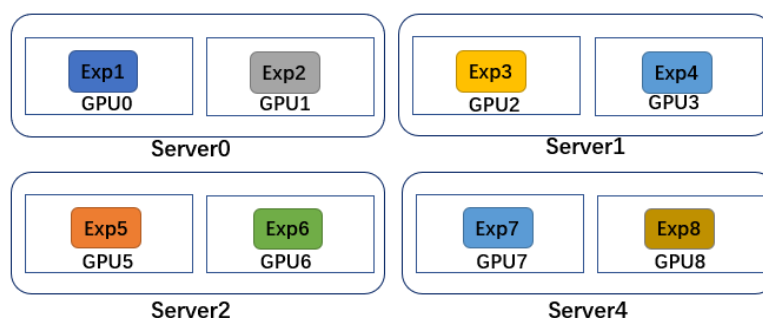 Exp1 Exp2 Exp3 Exp4
GPU0 GPU1 GPU2 GPU3
Server0 Server1
Exp5 Exp6 Exp7 Exp8
GPU5 GPU6 GPU7 GPU8
Server2 Server4